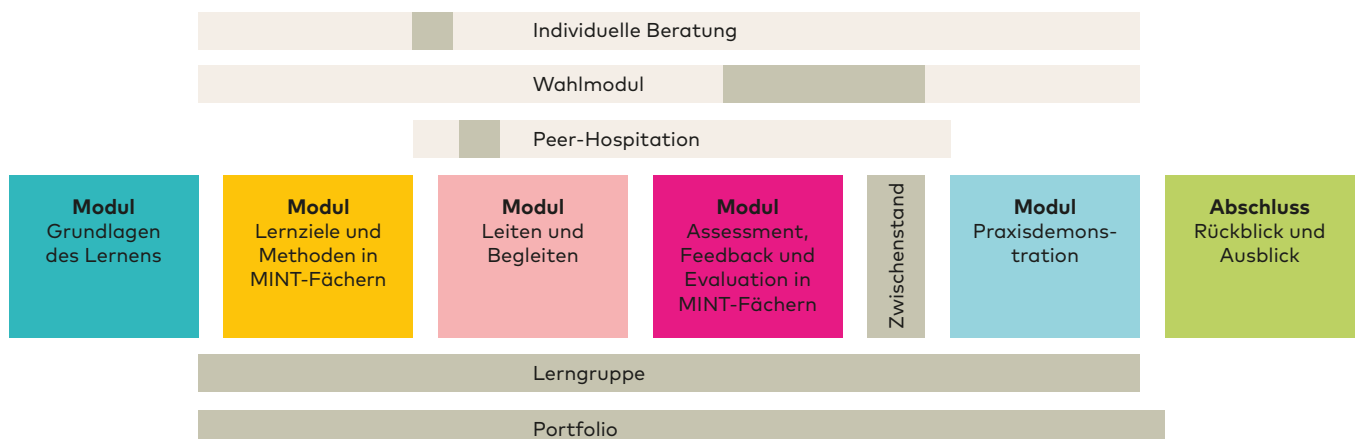 Individuelle Beratung
Wahlmodul
Peer-Hospitation
Modul
Grundlagen
des Lernens
Modul
Lernziele und
Methoden in
MINT-Fächern
Modul
Leiten und
Begleiten
Modul
Assessment,
Feedback und
Evaluation in
MINT-Fächern
Zwischenstand
Modul
Praxisdemons-
tration
Abschluss
Rückblick und
Ausblick
Lerngruppe
Portfolio